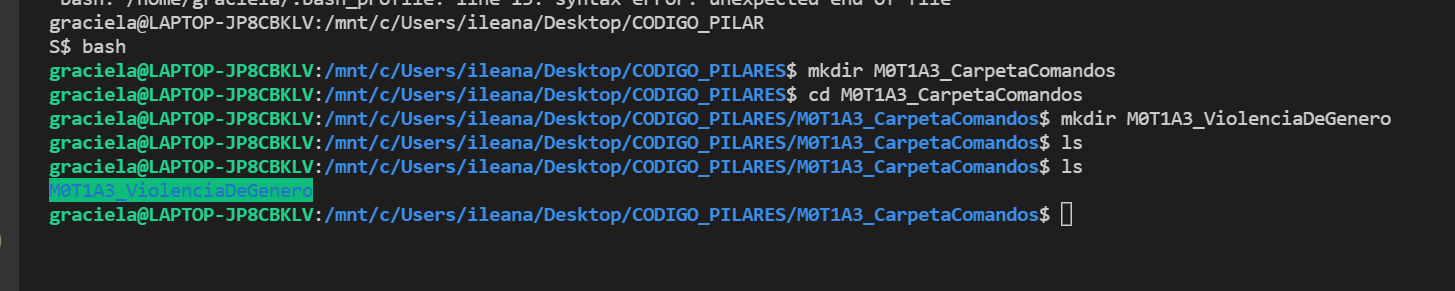 bash: /home/graciela/.bash_profile: line 15: syntax error: unexpected end of file
graciela@LAPTOP-JP8CBKLV:/mnt/c/Users/ileana/Desktop/CODIGO_PILAR
S$ bash
graciela@LAPTOP-JP8CBKLV:/mnt/c/Users/ileana/Desktop/CODIGO_PILARES$ mkdir M0T1A3_CarpetaComandos
graciela@LAPTOP-JP8CBKLV:/mnt/c/Users/ileana/Desktop/CODIGO_PILARES$ cd M0T1A3_CarpetaComandos
graciela@LAPTOP-JP8CBKLV:/mnt/c/Users/ileana/Desktop/CODIGO_PILARES/M0T1A3_CarpetaComandos$ mkdir M0T1A3_ViolenciaDeGenero
graciela@LAPTOP-JP8CBKLV:/mnt/c/Users/ileana/Desktop/CODIGO_PILARES/M0T1A3_CarpetaComandos$ ls
graciela@LAPTOP-JP8CBKLV:/mnt/c/Users/ileana/Desktop/CODIGO_PILARES/M0T1A3_CarpetaComandos$ ls
M0T1A3_ViolenciaDeGenero
graciela@LAPTOP-JP8CBKLV:/mnt/c/Users/ileana/Desktop/CODIGO_PILARES/M0T1A3_CarpetaComandos$